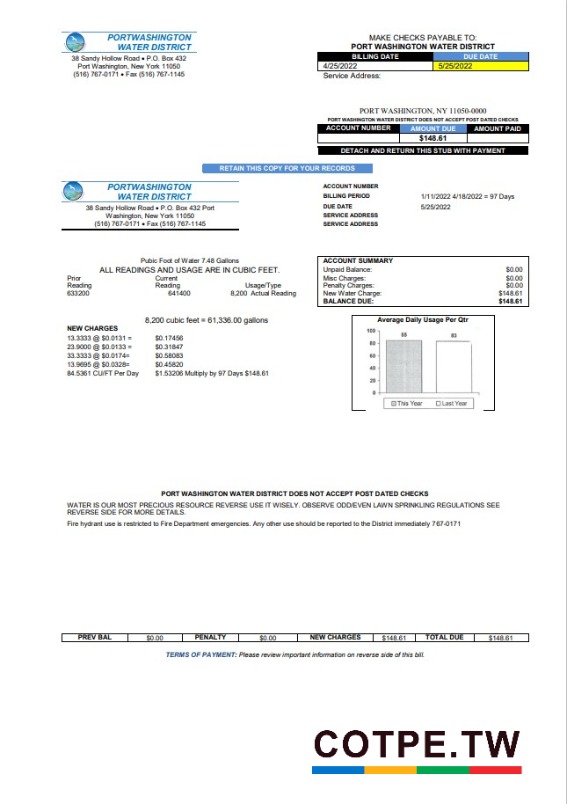 PORTWASHINGTON
WATER DISTRICT
38 Sandy Hollow Road • P.O. Box 432
Port Washington, New York 11050
(516) 767-0171 • Fax (516) 767-1145
MAKE CHECKS PAYABLE TO:
PORT WASHINGTON WATER DISTRICT
BILLING DATE DUE DATE
4/25/2022 5/25/2022
Service Address:
PORT WASHINGTON, NY 11050-0000
PORT WASHINGTON WATER DISTRICT DOES NOT ACCEPT POST DATED CHECKS
ACCOUNT NUMBER AMOUNT DUE AMOUNT PAID
$148.61
DETACH AND RETURN THIS STUB WITH PAYMENT
RETAIN THIS COPY FOR YOUR RECORDS
PORTWASHINGTON
WATER DISTRICT
38 Sandy Hollow Road • P.O. Box 432 Port
Washington, New York 11050
(516) 767-0171 • Fax (516) 767-1145
ACCOUNT NUMBER
BILLING PERIOD 1/11/2022 4/18/2022 = 97 Days
DUE DATE 5/25/2022
SERVICE ADDRESS
SERVICE ADDRESS
Pubic Foot of Water 7.48 Gallons
ALL READINGS AND USAGE ARE IN CUBIC FEET.
Prior Current
Reading Reading Usage/Type
633200 641400 8,200 Actual Reading
ACCOUNT SUMMARY
Unpaid Balance: $0.00
Misc Charges: $0.00
Penalty Charges: $0.00
New Water Charge: $148.61
BALANCE DUE: $148.61
8,200 cubic feet = 61,336.00 gallons
NEW CHARGES
13.3333 @ $0.0131 = $0.17456
23.9000 @ $0.0133 = $0.31847
33.3333 @ $0.0174= $0.58083
13.9695 @ $0.0328= $0.45820
84.5361 CU/FT Per Day $1.53206 Multiply by 97 Days $148.61
Average Daily Usage Per Qtr
100
80
60
40
20
0
85 83
This Year Last Year
PORT WASHINGTON WATER DISTRICT DOES NOT ACCEPT POST DATED CHECKS
WATER IS OUR MOST PRECIOUS RESOURCE REVERSE USE IT WISELY. OBSERVE ODD/EVEN LAWN SPRINKLING REGULATIONS SEE
REVERSE SIDE FOR MORE DETAILS.
Fire hydrant use is restricted to Fire Department emergencies. Any other use should be reported to the District immediately 767-0171
PREV BAL $0.00 PENALTY $0.00 NEW CHARGES $148.61 TOTAL DUE $148.61
TERMS OF PAYMENT: Please review important information on reverse side of this bill.
COTPE.TW